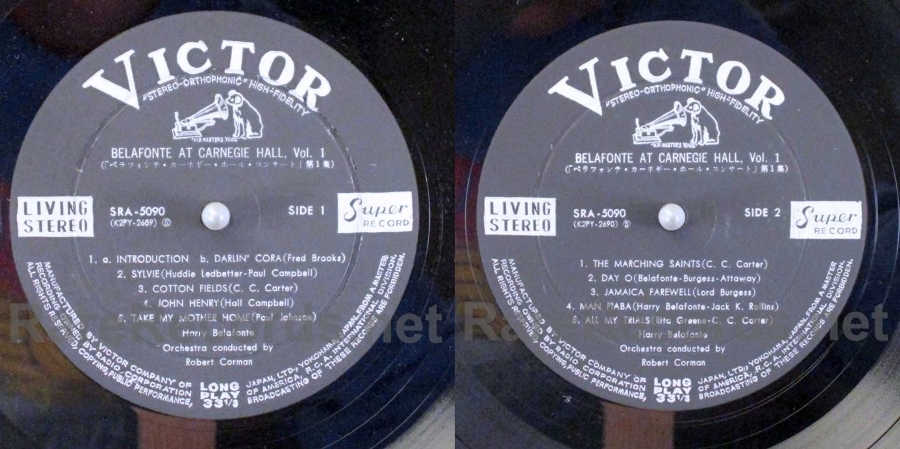 VICTOR
"STEREO-ORTHOPHONIC" HIGH-FIDELITY
"HIS MASTER'S VOICE"
BELAFONTE AT CARNEGIE HALL, Vol. 1
(「ベラフォンテ・カーネギー・ホール・コンサート」第1集)
LIVING
STEREO
SRA-5090
(K2PY-2689) Ⓢ
SIDE 1
Super
RECORD
1. a. INTRODUCTION b. DARLIN' CORA(Fred Brooks)
2. SYLVIE(Huddie Ledbetter-Paul Campbell)
3. COTTON FIELDS(C. C. Carter)
4. JOHN HENRY(Hall Campbell)
5. TAKE MY MOTHER HOME(Paul Johnson)
Harry Belafonte
Orchestra conducted by
Robert Corman
MANUFACTURED BY VICTOR COMPANY OF JAPAN, LTD., YOKOHAMA, JAPAN, FROM A MASTER
RECORDING OWNED BY RADIO CORPORATION OF AMERICA, R.C.A. INTERNATIONAL DIVISION.
ALL RIGHTS RESERVED. COPYING, PUBLIC PERFORMANCE, BROADCASTING OF THESE RECORDS ARE FORBIDDEN.
LONG
PLAY
33 1/3
VICTOR
"STEREO-ORTHOPHONIC" HIGH-FIDELITY
"HIS MASTER'S VOICE"
BELAFONTE AT CARNEGIE HALL, Vol. 1
(「ベラフォンテ・カーネギー・ホール・コンサート」第1集)
LIVING
STEREO
SRA-5090
(K2PY-2690) Ⓢ
SIDE 2
Super
RECORD
1. THE MARCHING SAINTS(C. C. Carter)
2. DAY O(Belafonte-Burgess-Attaway)
3. JAMAICA FAREWELL(Lord Burgess)
4. MAN PIABA(Harry Belafonte-Jack K. Rollins)
5. ALL MY TRIALS(Rita Greene-C. C. Carter)
Harry Belafonte
Orchestra conducted by
Robert Corman
MANUFACTURED BY VICTOR COMPANY OF JAPAN, LTD., YOKOHAMA, JAPAN, FROM A MASTER
RECORDING OWNED BY RADIO CORPORATION OF AMERICA, R.C.A. INTERNATIONAL DIVISION.
ALL RIGHTS RESERVED. COPYING, PUBLIC PERFORMANCE, BROADCASTING OF THESE RECORDS ARE FORBIDDEN.
LONG
PLAY
33 1/3